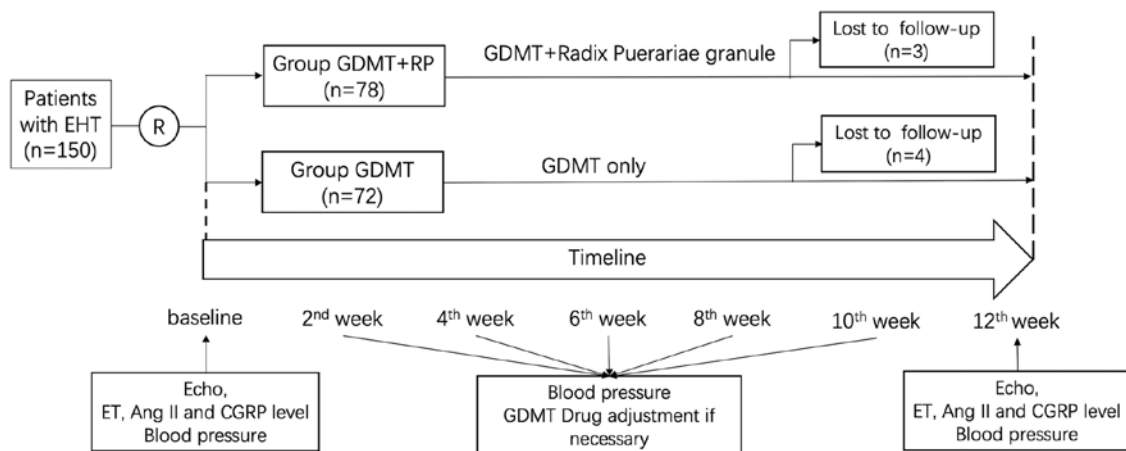 Patients
with EHT
(n=150)
R
Group GDMT+RP
(n=78)
GDMT+Radix Puerariae granule
Lost to follow-up
(n=3)
Group GDMT
(n=72)
GDMT only
Lost to follow-up
(n=4)
Timeline
baseline
2nd week
4th week
6th week
8th week
10th week
12th week
Echo,
ET, Ang II and CGRP level
Blood pressure
Blood pressure
GDMT Drug adjustment if
necessary
Echo,
ET, Ang II and CGRP level
Blood pressure